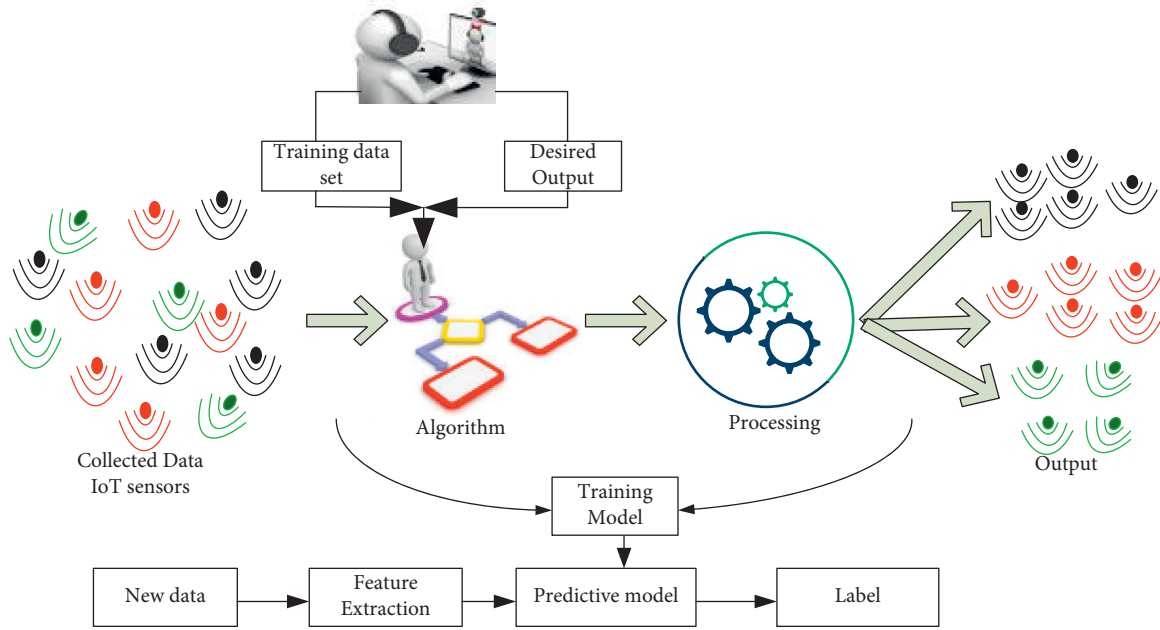 Training data
set
Desired
Output
Collected Data
IoT sensors
Algorithm
Processing
Output
Training
Model
New data
Feature
Extraction
Predictive model
Label